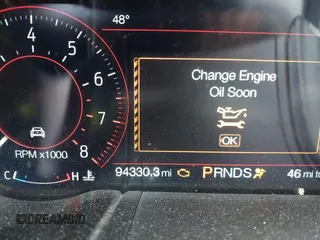 48°
4 5 6 7 8
Change Engine
Oil Soon
OK
RPM x1000
C H
94330.3 mi PRNDS 46 mi to
DREAMBID